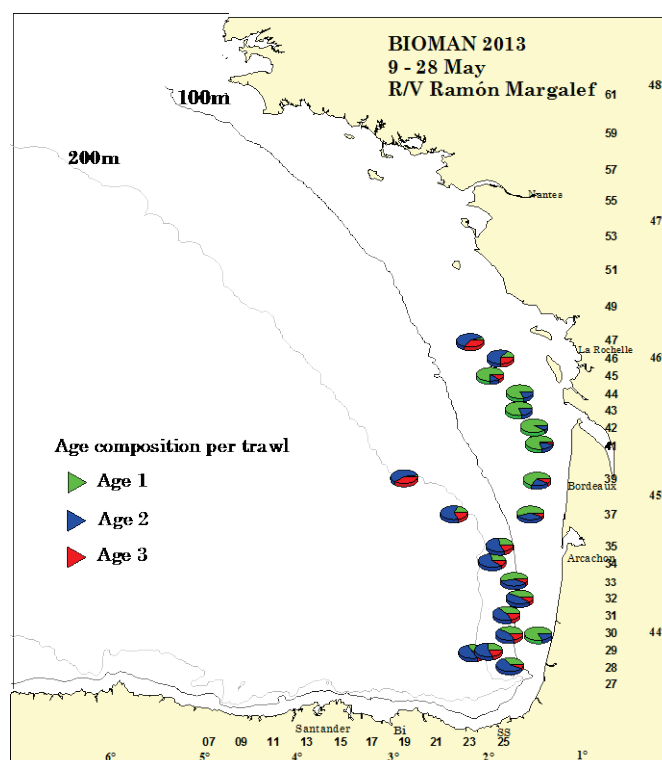 BIOMAN 2013
9 - 28 May
R/V Ramón Margalef
48°
61
100m
59
200m
57
Nantes
55
47°
53
51
49
47
La Rochelle
46°
46
45
44
43
42
41
Age composition per trawl
39
Age 1
Bordeaux
45°
37
Age 2
35
Age 3
Arcachon
34
33
32
31
30
44°
29
28
27
Santander
Bi
SS
07 09 11 13 15 17 19 21 23 25
6° 5° 4° 3° 2° 1°